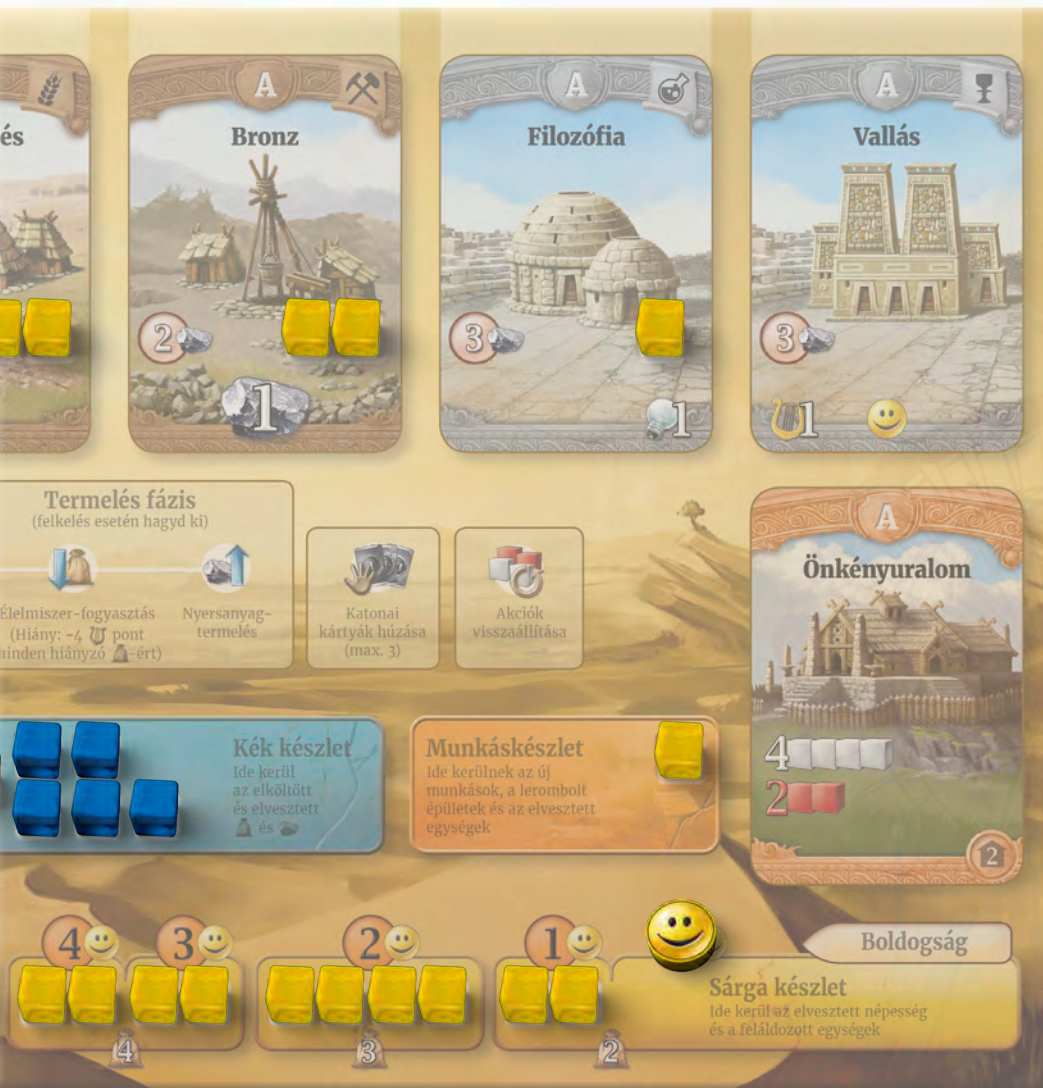 A
A
A
és
Bronz
Filozófia
Vallás
2
3
3
1
1
1
Termelés fázis
(felkelés esetén hagyd ki)
Élelmiszer-fogyasztás
(Hiány: -4 pont
minden hiányzó -ért)
Nyersanyag-
termelés
Katonai
kártyák húzása
(max. 3)
Akciók
visszaállítása
A
Önkényuralom
4
2
2
Kék készlet
Ide kerül
az elköltött
és elvesztett
és
Munkáskészlet
Ide kerülnek az új
munkások, a lerombolt
épületek és az elvesztett
egységek
4
3
2
1
Boldogság
Sárga készlet
Ide kerül az elvesztett népesség
és a feláldozott egységek
4
3
2